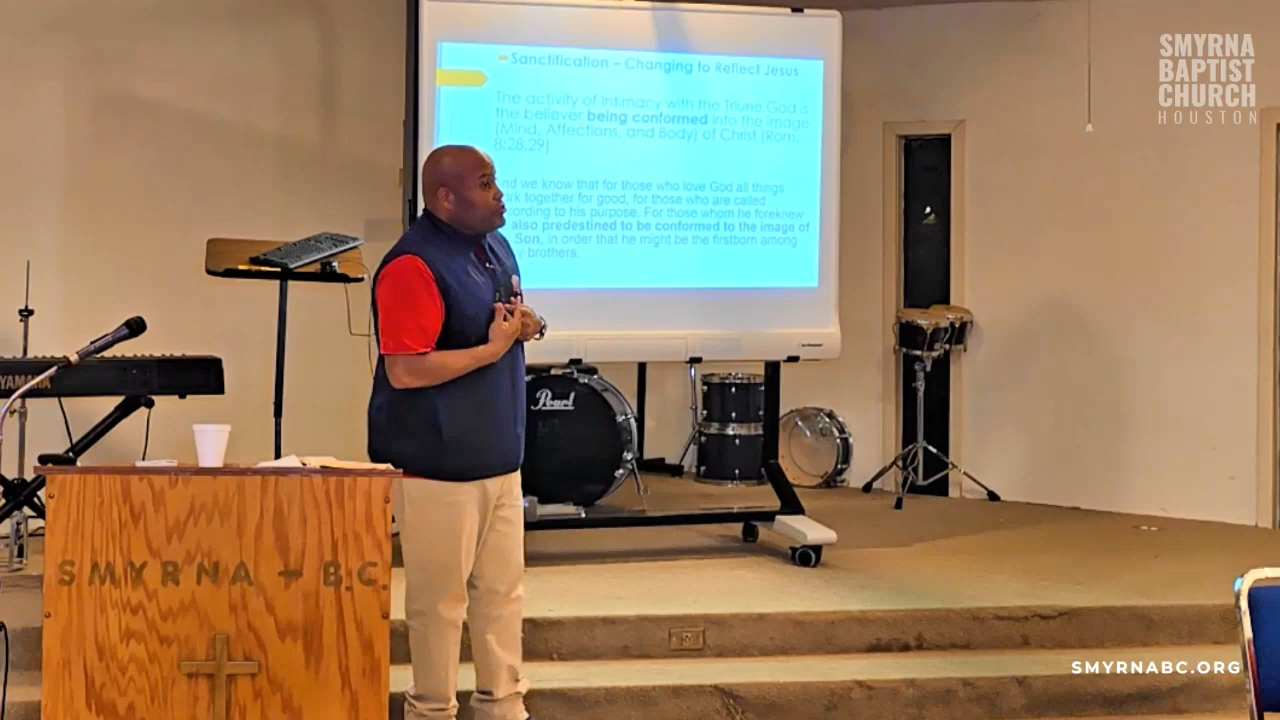 SMYRNA
BAPTIST
CHURCH
HOUSTON
Sanctification – Changing to Reflect Jesus
The activity of Intimacy with the Triune God is
the believer being conformed into the image
(Mind, Affections, and Body) of Christ (Rom.
8:28,29)
nd we know that for those who love God all things
rk together for good, for those who are called
cording to his purpose. For those whom he foreknew
also predestined to be conformed to the image of
Son, in order that he might be the firstborn among
y brothers.
YAMAHA
Pearl
SMYRNA B.C.
SMYRNABC.ORG